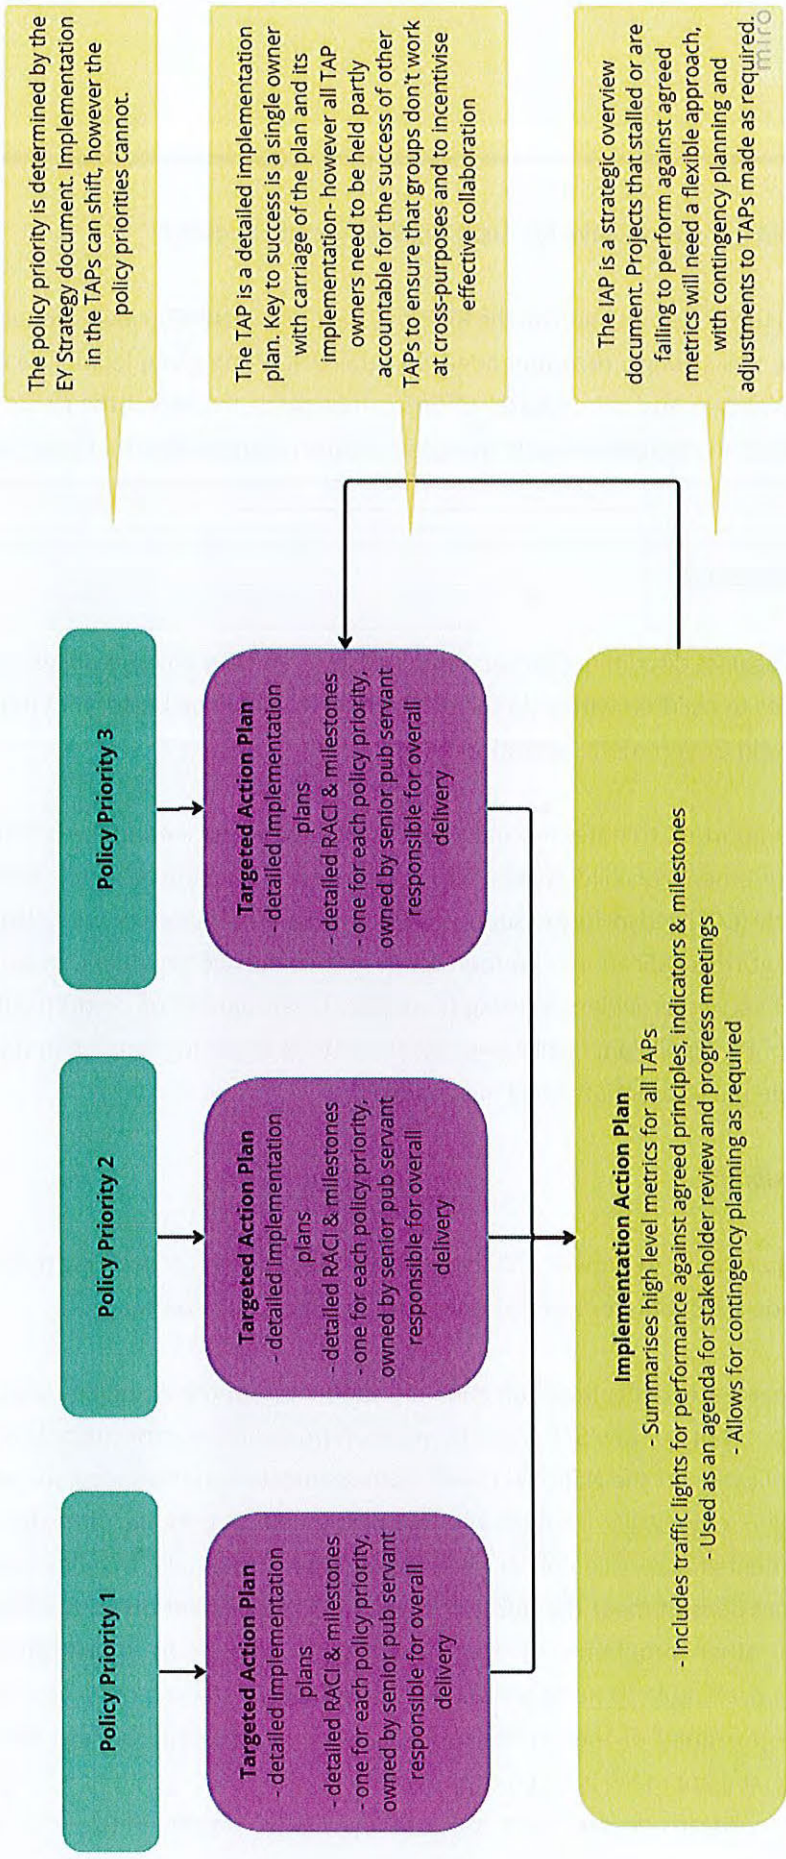 Policy Priority 1
Policy Priority 2
Policy Priority 3
The policy priority is determined by the
EY Strategy document. Implementation
in the TAPs can shift, however the
policy priorities cannot.
Targeted Action Plan
- detailed implementation
plans
- detailed RACI & milestones
- one for each policy priority,
owned by senior pub servant
responsible for overall
delivery
Targeted Action Plan
- detailed implementation
plans
- detailed RACI & milestones
- one for each policy priority,
owned by senior pub servant
responsible for overall
delivery
Targeted Action Plan
- detailed implementation
plans
- detailed RACI & milestones
- one for each policy priority,
owned by senior pub servant
responsible for overall
delivery
The TAP is a detailed implementation
plan. Key to success is a single owner
with carriage of the plan and its
implementation- however all TAP
owners need to be held partly
accountable for the success of other
TAPs to ensure that groups don't work
at cross-purposes and to incentivise
effective collaboration
Implementation Action Plan
- Summarises high level metrics for all TAPs
- Includes traffic lights for performance against agreed principles, indicators & milestones
- Used as an agenda for stakeholder review and progress meetings
- Allows for contingency planning as required
The IAP is a strategic overview
document. Projects that stalled or are
failing to perform against agreed
metrics will need a flexible approach,
with contingency planning and
adjustments to TAPs made as required.
miro